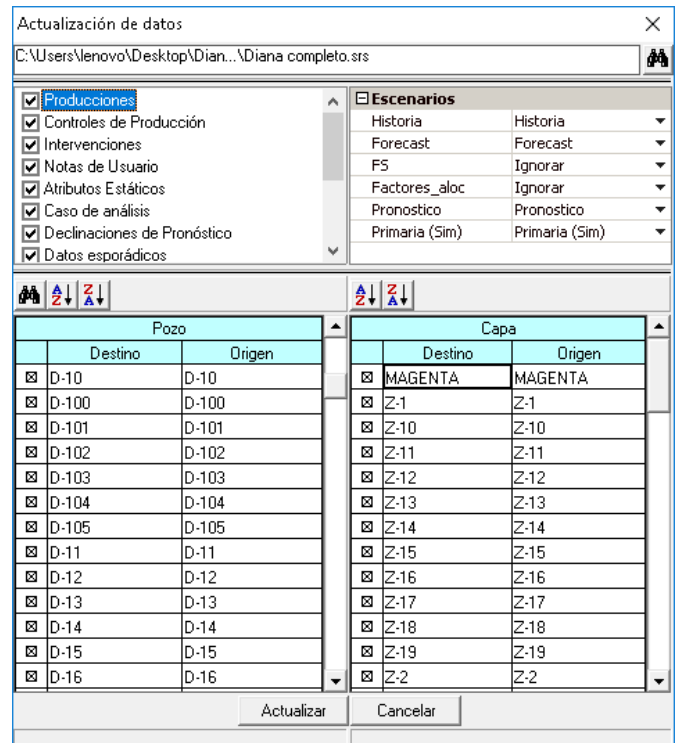 Actualización de datos
C:\Users\lenovo\Desktop\Dian...\Diana completo.srs
Producciones
Controles de Producción
Intervenciones
Notas de Usuario
Atributos Estáticos
Caso de análisis
Declinaciones de Pronóstico
Datos esporádicos
Escenarios
Historia Historia
Forecast Forecast
FS Ignorar
Factores_aloc Ignorar
Pronostico Pronostico
Primaria (Sim) Primaria (Sim)
Pozo
Destino Origen
D-10 D-10
D-100 D-100
D-101 D-101
D-102 D-102
D-103 D-103
D-104 D-104
D-105 D-105
D-11 D-11
D-12 D-12
D-13 D-13
D-14 D-14
D-15 D-15
D-16 D-16
Capa
Destino Origen
MAGENTA MAGENTA
Z-1 Z-1
Z-10 Z-10
Z-11 Z-11
Z-12 Z-12
Z-13 Z-13
Z-14 Z-14
Z-15 Z-15
Z-16 Z-16
Z-17 Z-17
Z-18 Z-18
Z-19 Z-19
Z-2 Z-2
Actualizar Cancelar